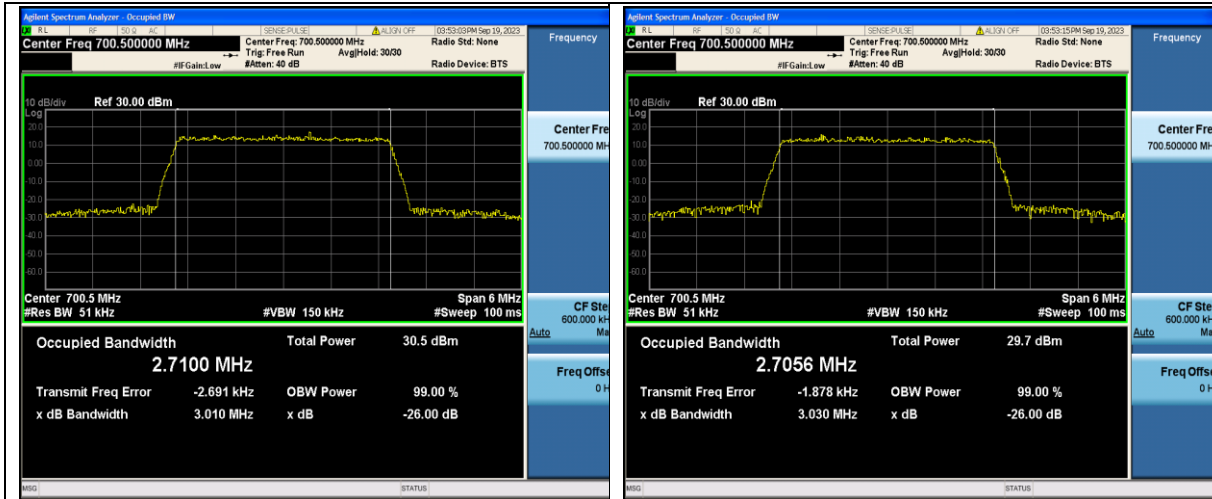 Agilent Spectrum Analyzer - Occupied BW
RL RF 50 Ω AC SENSE:PULSE ALIGN OFF 03:53:03PM Sep 19, 2023
Center Freq 700.500000 MHz Center Freq: 700.500000 MHz Radio Std: None
Trig: Free Run Avg|Hold: 30/30
#IFGain:Low #Atten: 40 dB Radio Device: BTS
10 dB/div Ref 30.00 dBm
Log
20.0
10.0
0.00
-10.0
-20.0
-30.0
-40.0
-50.0
-60.0
Center 700.5 MHz Span 6 MHz
#Res BW 51 kHz #VBW 150 kHz #Sweep 100 ms
Occupied Bandwidth Total Power 30.5 dBm
2.7100 MHz
Transmit Freq Error -2.691 kHz OBW Power 99.00 %
x dB Bandwidth 3.010 MHz x dB -26.00 dB
MSG STATUS
Frequency
Center Fre
700.500000 MH
CF Ste
600.000 kH
Auto Ma
Freq Offse
0 H
Agilent Spectrum Analyzer - Occupied BW
RL RF 50 Ω AC SENSE:PULSE ALIGN OFF 03:53:15PM Sep 19, 2023
Center Freq 700.500000 MHz Center Freq: 700.500000 MHz Radio Std: None
Trig: Free Run Avg|Hold: 30/30
#IFGain:Low #Atten: 40 dB Radio Device: BTS
10 dB/div Ref 30.00 dBm
Log
20.0
10.0
0.00
-10.0
-20.0
-30.0
-40.0
-50.0
-60.0
Center 700.5 MHz Span 6 MHz
#Res BW 51 kHz #VBW 150 kHz #Sweep 100 ms
Occupied Bandwidth Total Power 29.7 dBm
2.7056 MHz
Transmit Freq Error -1.878 kHz OBW Power 99.00 %
x dB Bandwidth 3.030 MHz x dB -26.00 dB
MSG STATUS
Frequency
Center Fre
700.500000 MH
CF Ste
600.000 kH
Auto Ma
Freq Offse
0 H